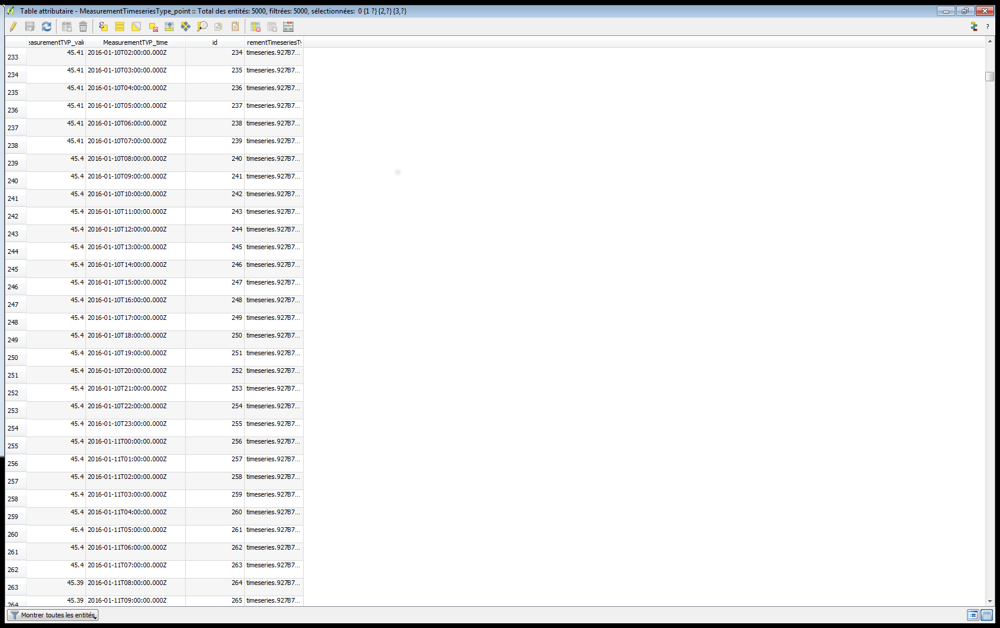 Table attributaire - MeasurementTimeseriesType_point :: Total des entités: 5000, filtrées: 5000, sélectionnées: 0 {1 ?} {2,?} {3,?}
?
easurementTVP_valu MeasurementTVP_time id rementTimeseriesTy
233 45.41 2016-01-10T02:00:00.000Z 234 timeseries.927B7...
234 45.41 2016-01-10T03:00:00.000Z 235 timeseries.927B7...
235 45.41 2016-01-10T04:00:00.000Z 236 timeseries.927B7...
236 45.41 2016-01-10T05:00:00.000Z 237 timeseries.927B7...
237 45.41 2016-01-10T06:00:00.000Z 238 timeseries.927B7...
238 45.41 2016-01-10T07:00:00.000Z 239 timeseries.927B7...
239 45.4 2016-01-10T08:00:00.000Z 240 timeseries.927B7...
240 45.4 2016-01-10T09:00:00.000Z 241 timeseries.927B7...
241 45.4 2016-01-10T10:00:00.000Z 242 timeseries.927B7...
242 45.4 2016-01-10T11:00:00.000Z 243 timeseries.927B7...
243 45.4 2016-01-10T12:00:00.000Z 244 timeseries.927B7...
244 45.4 2016-01-10T13:00:00.000Z 245 timeseries.927B7...
245 45.4 2016-01-10T14:00:00.000Z 246 timeseries.927B7...
246 45.4 2016-01-10T15:00:00.000Z 247 timeseries.927B7...
247 45.4 2016-01-10T16:00:00.000Z 248 timeseries.927B7...
248 45.4 2016-01-10T17:00:00.000Z 249 timeseries.927B7...
249 45.4 2016-01-10T18:00:00.000Z 250 timeseries.927B7...
250 45.4 2016-01-10T19:00:00.000Z 251 timeseries.927B7...
251 45.4 2016-01-10T20:00:00.000Z 252 timeseries.927B7...
252 45.4 2016-01-10T21:00:00.000Z 253 timeseries.927B7...
253 45.4 2016-01-10T22:00:00.000Z 254 timeseries.927B7...
254 45.4 2016-01-10T23:00:00.000Z 255 timeseries.927B7...
255 45.4 2016-01-11T00:00:00.000Z 256 timeseries.927B7...
256 45.4 2016-01-11T01:00:00.000Z 257 timeseries.927B7...
257 45.4 2016-01-11T02:00:00.000Z 258 timeseries.927B7...
258 45.4 2016-01-11T03:00:00.000Z 259 timeseries.927B7...
259 45.4 2016-01-11T04:00:00.000Z 260 timeseries.927B7...
260 45.4 2016-01-11T05:00:00.000Z 261 timeseries.927B7...
261 45.4 2016-01-11T06:00:00.000Z 262 timeseries.927B7...
262 45.4 2016-01-11T07:00:00.000Z 263 timeseries.927B7...
263 45.39 2016-01-11T08:00:00.000Z 264 timeseries.927B7...
264 45.39 2016-01-11T09:00:00.000Z 265 timeseries.927B7...
Montrer toutes les entités